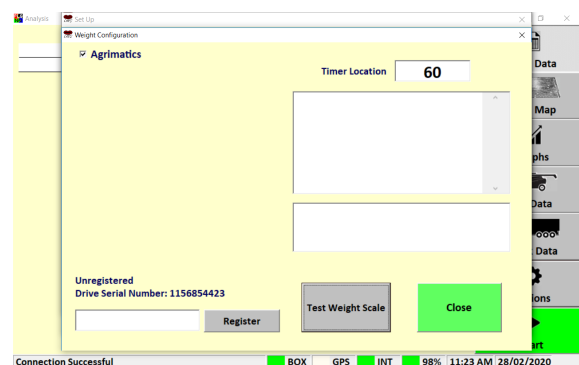 Analysis
Set Up
Weight Configuration
Agrimatics
Timer Location 60
Data
Map
phs
Data
Data
Unregistered
Drive Serial Number: 1156854423
Register
Test Weight Scale
Close
ions
art
Connection Successful BOX GPS INT 98% 11:23 AM 28/02/2020